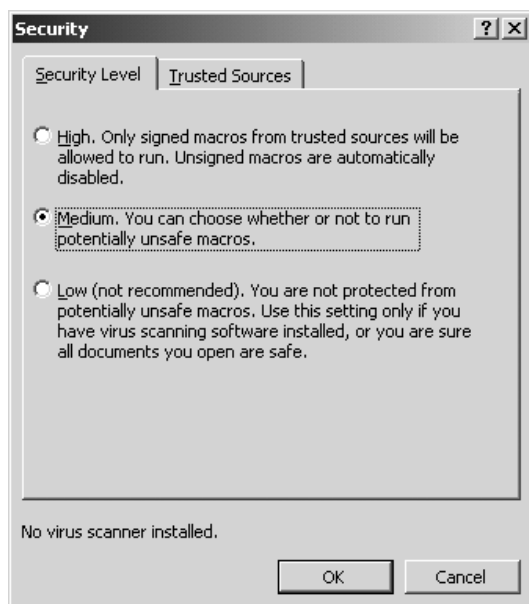 Security
Security Level
Trusted Sources
High. Only signed macros from trusted sources will be
allowed to run. Unsigned macros are automatically
disabled.
Medium. You can choose whether or not to run
potentially unsafe macros.
Low (not recommended). You are not protected from
potentially unsafe macros. Use this setting only if you
have virus scanning software installed, or you are sure
all documents you open are safe.
No virus scanner installed.
OK
Cancel